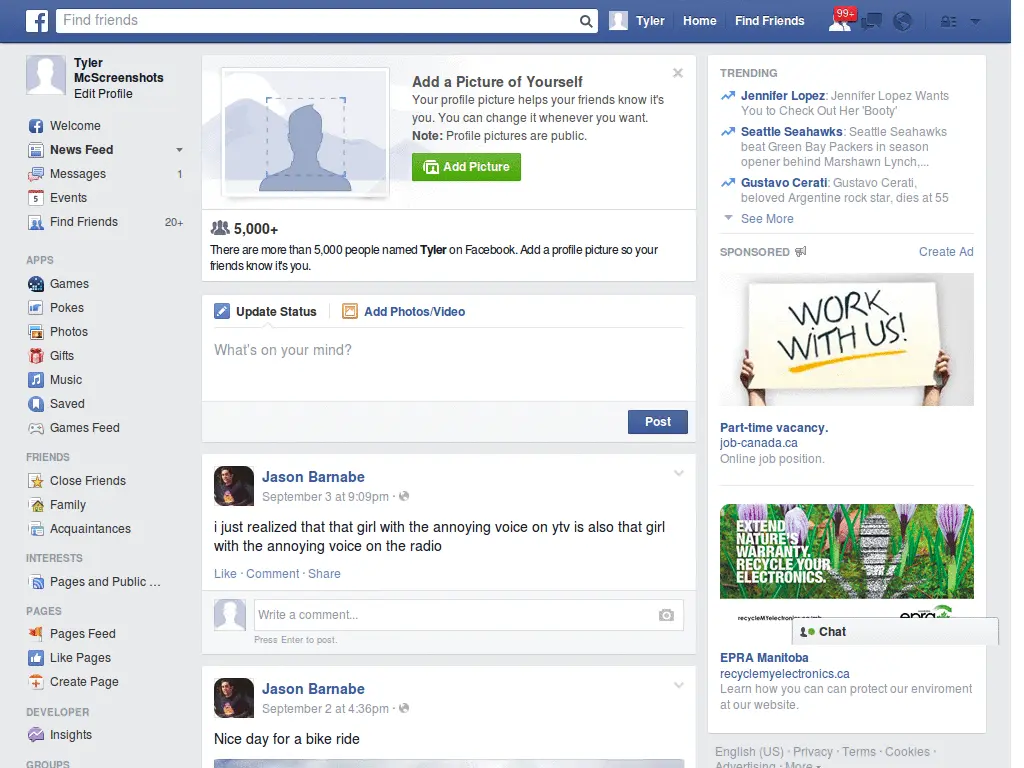 Find friends
Tyler
Home
Find Friends
99+
Tyler
McScreenshots
Edit Profile
Welcome
News Feed
Messages
1
Events
Find Friends
20+
APPS
Games
Pokes
Photos
Gifts
Music
Saved
Games Feed
FRIENDS
Close Friends
Family
Acquaintances
INTERESTS
Pages and Public ...
PAGES
Pages Feed
Like Pages
Create Page
DEVELOPER
Insights
GROUPS
Add a Picture of Yourself
Your profile picture helps your friends know it's
you. You can change it whenever you want.
Note: Profile pictures are public.
Add Picture
5,000+
There are more than 5,000 people named Tyler on Facebook. Add a profile picture so your
friends know it's you.
Update Status
Add Photos/Video
What's on your mind?
Post
Jason Barnabe
September 3 at 9:09pm ·
i just realized that that girl with the annoying voice on ytv is also that girl
with the annoying voice on the radio
Like · Comment · Share
Write a comment...
Press Enter to post.
Jason Barnabe
September 2 at 4:36pm ·
Nice day for a bike ride
TRENDING
Jennifer Lopez: Jennifer Lopez Wants
You to Check Out Her 'Booty'
Seattle Seahawks: Seattle Seahawks
beat Green Bay Packers in season
opener behind Marshawn Lynch,...
Gustavo Cerati: Gustavo Cerati,
beloved Argentine rock star, dies at 55
See More
SPONSORED
Create Ad
WORK
WITH US!
Part-time vacancy.
job-canada.ca
Online job position.
EXTEND
NATURE'S
WARRANTY.
RECYCLE YOUR
ELECTRONICS.
epra
Chat
EPRA Manitoba
recyclemyelectronics.ca
Learn how you can can protect our enviroment
at our website.
English (US) · Privacy · Terms · Cookies ·
Advertising · More